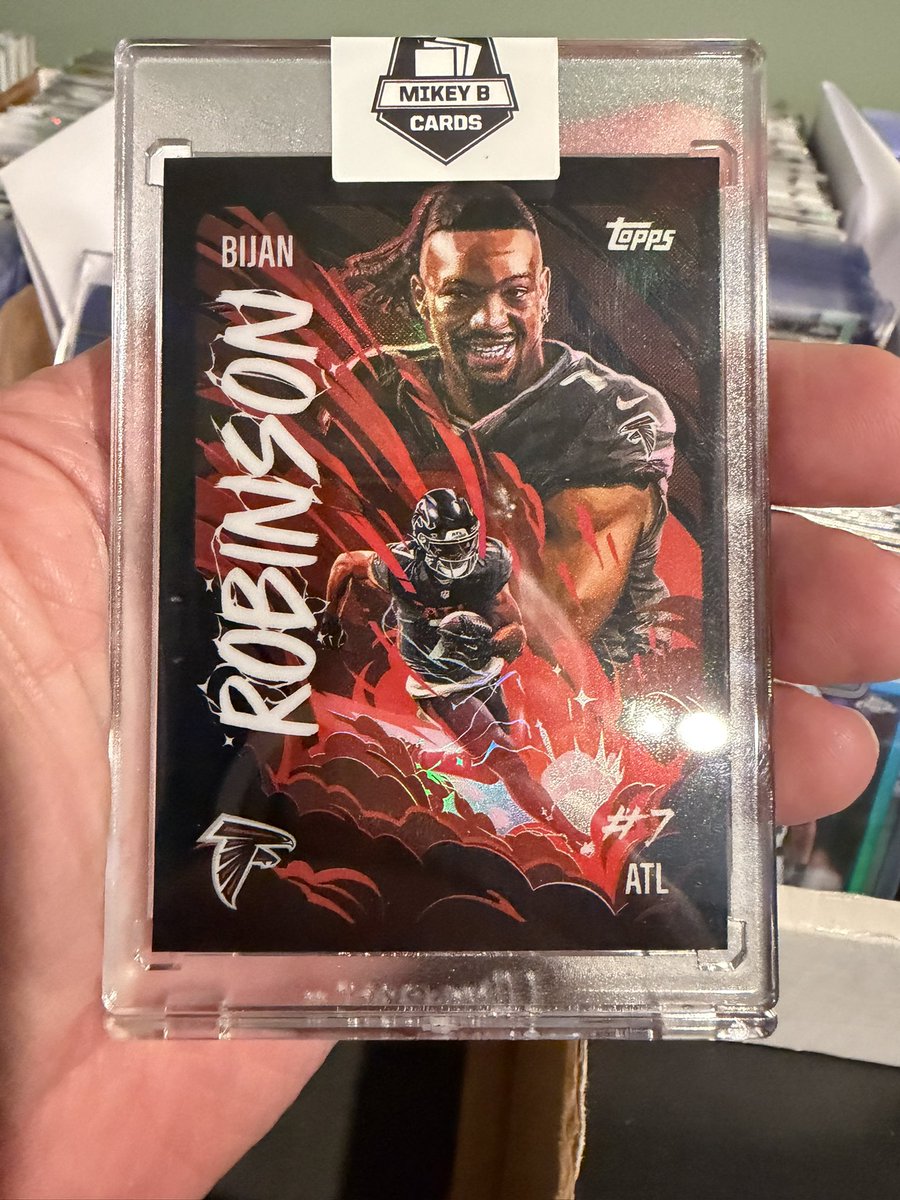 MIKEY B
CARDS
BIJAN
ROBINSON
Topps
#7
ATL